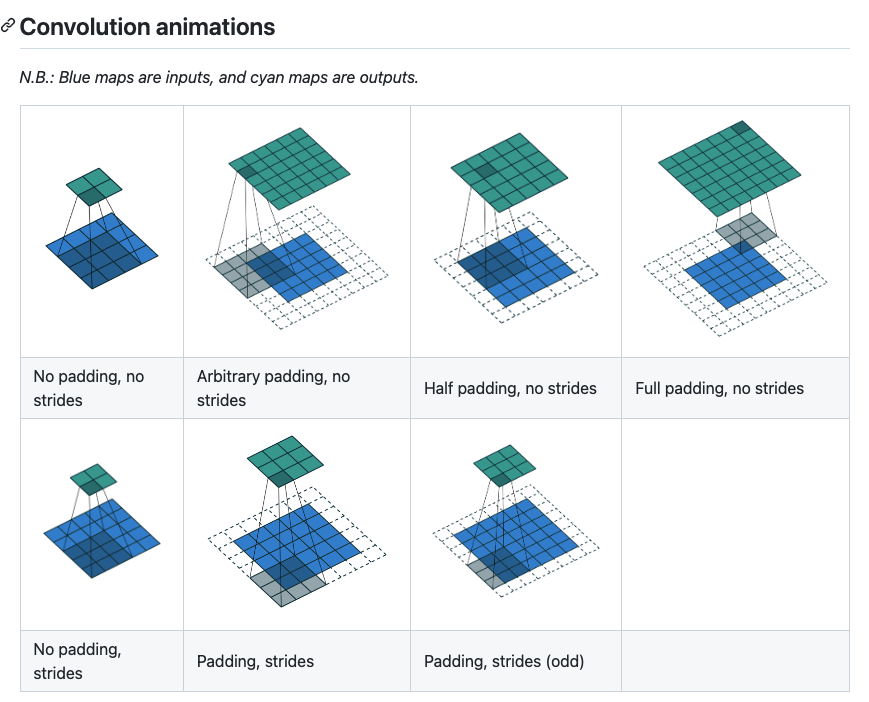 Convolution animations
N.B.: Blue maps are inputs, and cyan maps are outputs.
No padding, no
strides
Arbitrary padding, no
strides
Half padding, no strides
Full padding, no strides
No padding,
strides
Padding, strides
Padding, strides (odd)